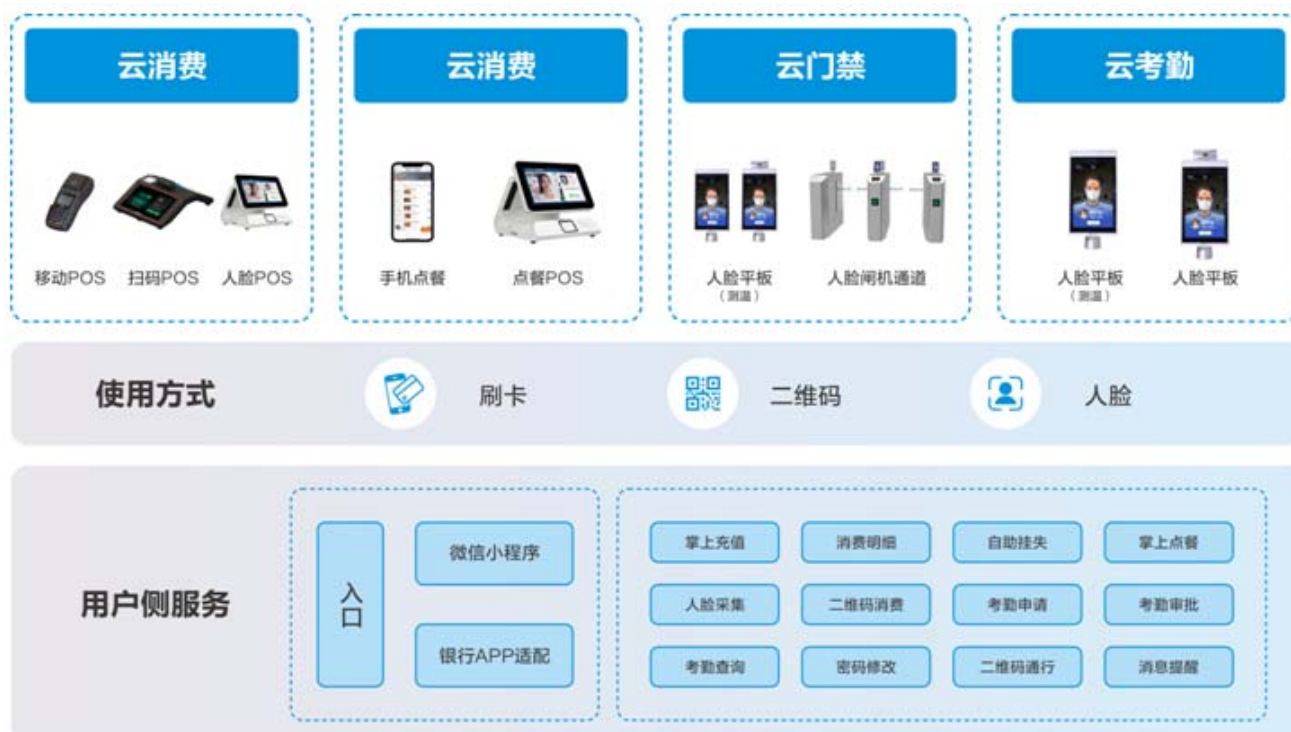 云消费
云消费
云门禁
云考勤
移动POS 扫码POS 人脸POS
手机点餐 点餐POS
人脸平板 人脸闸机通道
（测温）
人脸平板 人脸平板
（测温）
使用方式 刷卡 二维码 人脸
用户侧服务
入口
微信小程序
银行APP适配
掌上充值 消费明细 自助挂失 掌上点餐
人脸采集 二维码消费 考勤申请 考勤审批
考勤查询 密码修改 二维码通行 消息提醒